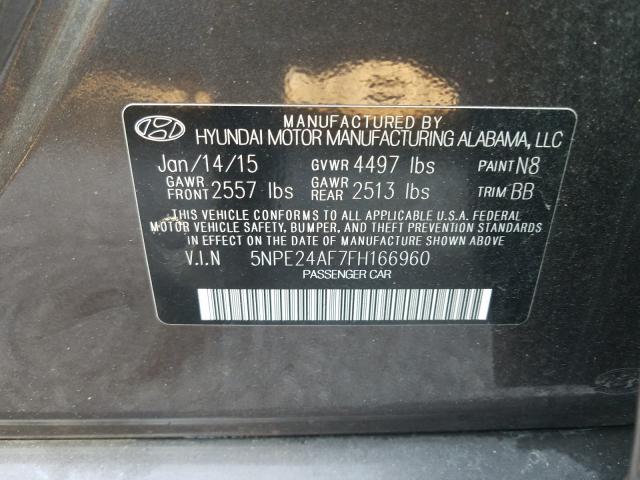 MANUFACTURED BY
HYUNDAI MOTOR MANUFACTURING ALABAMA, LLC
Jan/14/15 GVWR 4497 lbs PAINT N8
GAWR FRONT 2557 lbs GAWR REAR 2513 lbs TRIM BB
THIS VEHICLE CONFORMS TO ALL APPLICABLE U.S.A. FEDERAL
MOTOR VEHICLE SAFETY, BUMPER, AND THEFT PREVENTION
STANDARDS IN EFFECT ON THE DATE OF MANUFACTURE SHOWN ABOVE
V.I.N 5NPE24AF7FH166960
PASSENGER CAR